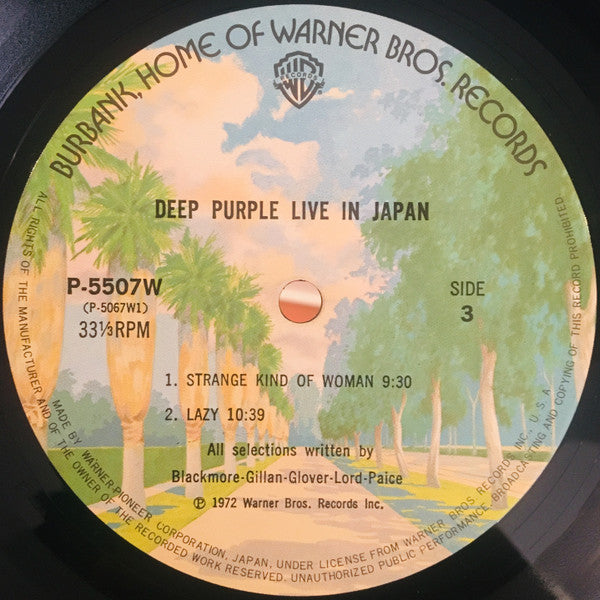 BURBANK, HOME OF WARNER BROS. RECORDS
WB
RECORDS
DEEP PURPLE LIVE IN JAPAN
P-5507W
(P-5067W1)
33⅓RPM
SIDE
3
1. STRANGE KIND OF WOMAN 9:30
2. LAZY 10:39
All selections written by
Blackmore-Gillan-Glover-Lord-Paice
℗ 1972 Warner Bros. Records Inc.
MADE BY WARNER-PIONEER CORPORATION, JAPAN, UNDER LICENSE FROM WARNER BROS. RECORDS INC., U.S.A.
ALL RIGHTS OF THE MANUFACTURER AND OF THE OWNER OF THE RECORDED WORK RESERVED. UNAUTHORIZED PUBLIC PERFORMANCE, BROADCASTING AND COPYING OF THIS RECORD PROHIBITED.